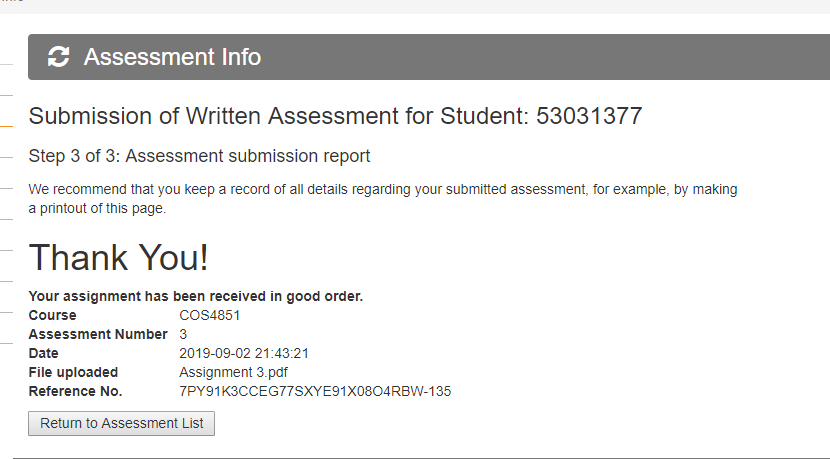 Assessment Info
Submission of Written Assessment for Student: 53031377
Step 3 of 3: Assessment submission report
We recommend that you keep a record of all details regarding your submitted assessment, for example, by making
a printout of this page.
Thank You!
Your assignment has been received in good order.
Course COS4851
Assessment Number 3
Date 2019-09-02 21:43:21
File uploaded Assignment 3.pdf
Reference No. 7PY91K3CCEG77SXYE91X08O4RBW-135
Return to Assessment List